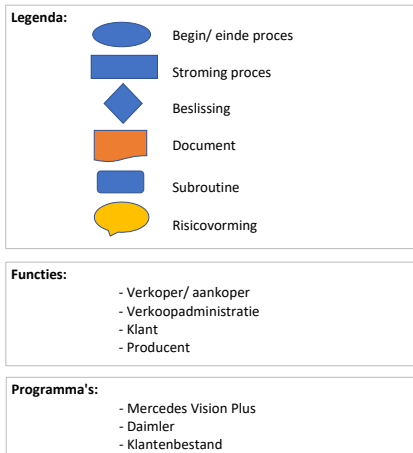 Legenda:
Begin/ einde proces
Stroming proces
Beslissing
Document
Subroutine
Risicovorming
Functies:
- Verkoper/ aankoper
- Verkoopadministratie
- Klant
- Producent
Programma's:
- Mercedes Vision Plus
- Daimler
- Klantenbestand